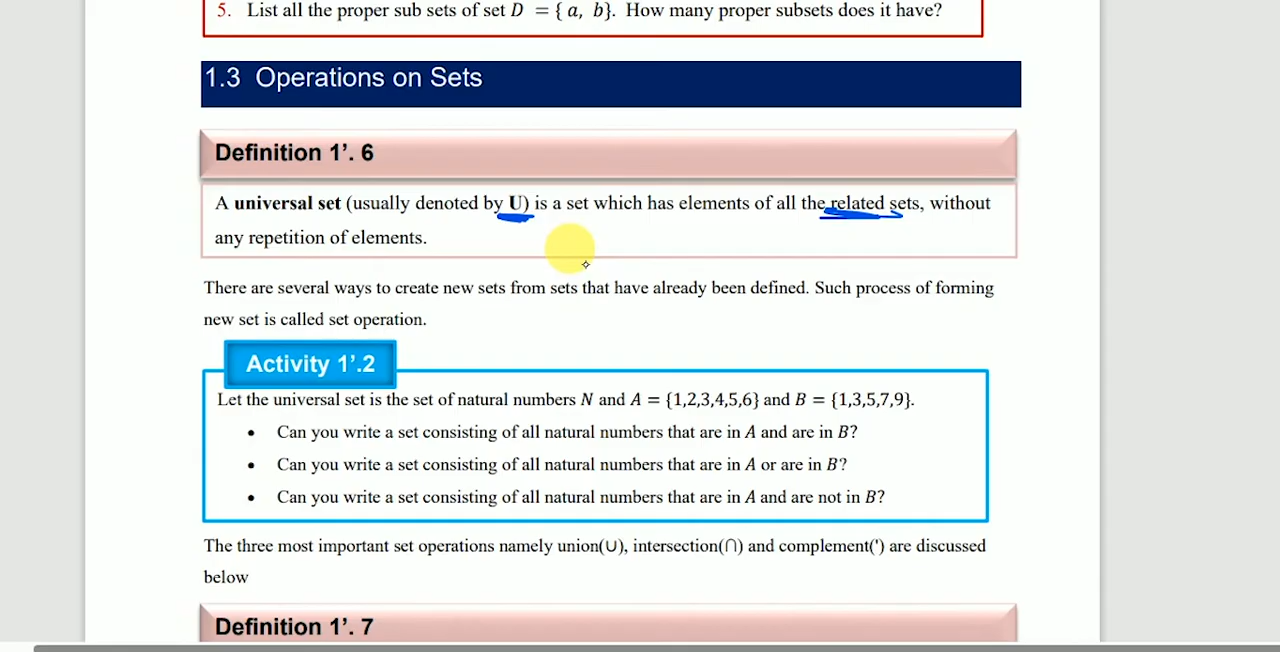 5. List all the proper sub sets of set D = { a, b}. How many proper subsets does it have?
1.3 Operations on Sets
Definition 1’. 6
A universal set (usually denoted by U) is a set which has elements of all the related sets, without
any repetition of elements.
There are several ways to create new sets from sets that have already been defined. Such process of forming
new set is called set operation.
Activity 1’.2
Let the universal set is the set of natural numbers N and A = {1,2,3,4,5,6} and B = {1,3,5,7,9}.
• Can you write a set consisting of all natural numbers that are in A and are in B?
• Can you write a set consisting of all natural numbers that are in A or are in B?
• Can you write a set consisting of all natural numbers that are in A and are not in B?
The three most important set operations namely union(∪), intersection(∩) and complement(') are discussed
below
Definition 1’. 7